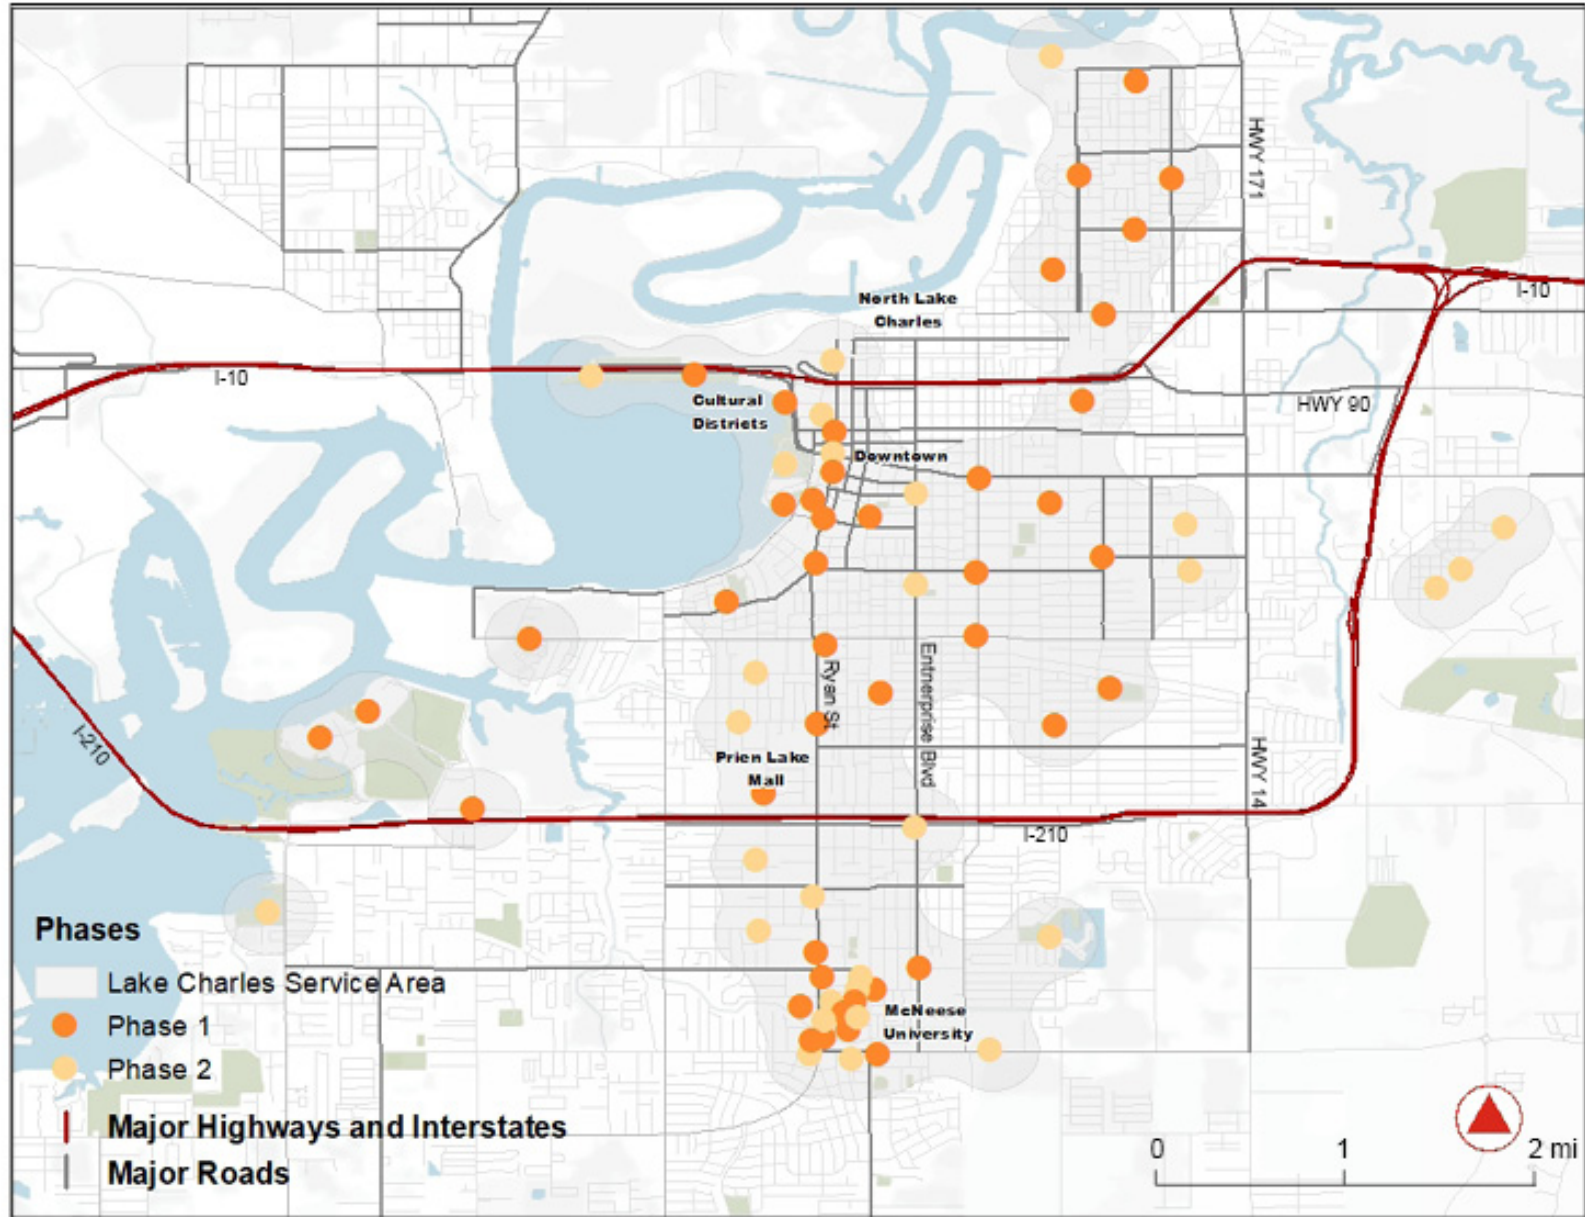 HWY 171
I-10
North Lake
Charles
I-10
Cultural
Districts
HWY 90
Downtown
Ryan St
Entnerprise Blvd
I-210
Prien Lake
Mall
HWY 14
I-210
Phases
Lake Charles Service Area
Phase 1
Phase 2
Major Highways and Interstates
Major Roads
McNeese
University
0 1 2 mi